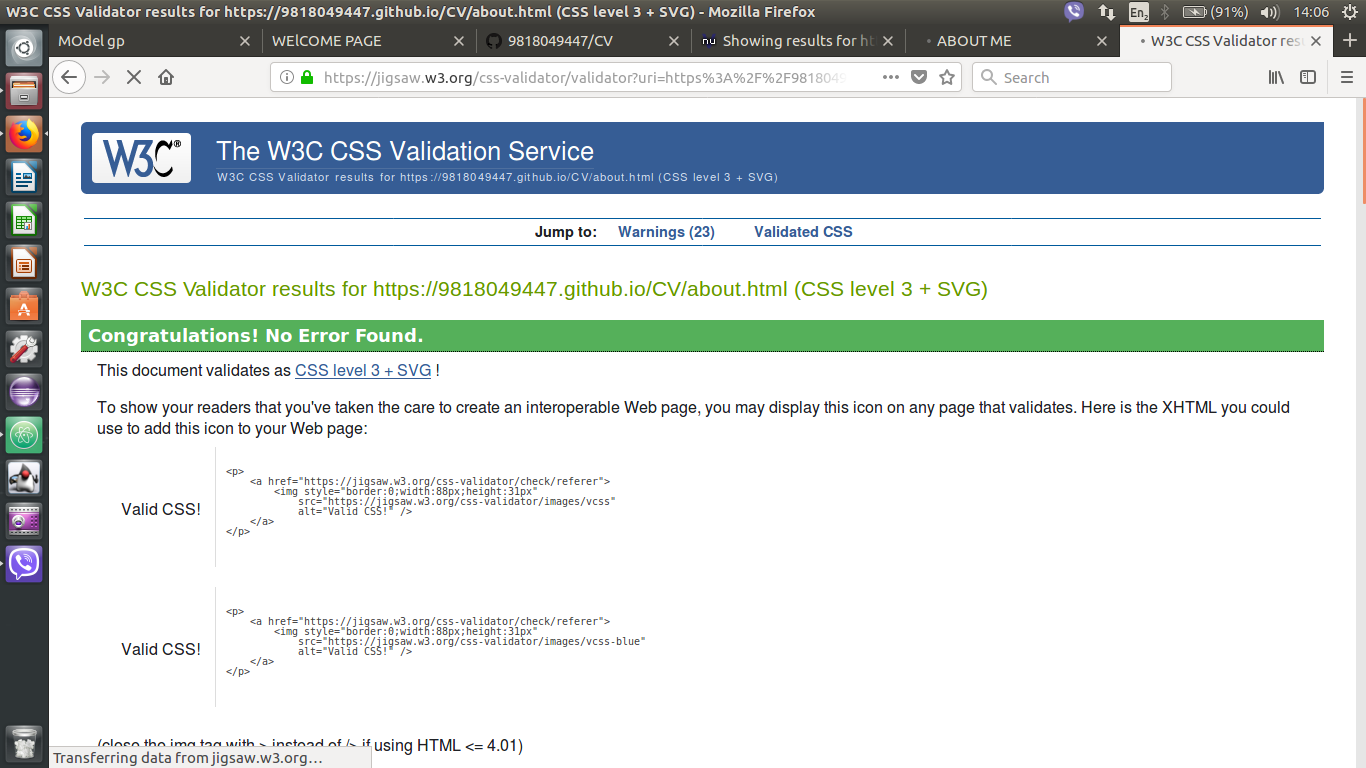 W3C CSS Validator results for https://9818049447.github.io/CV/about.html (CSS level 3 + SVG) - Mozilla Firefox
En2 (91%) 14:06
MOdel gp
WElCOME PAGE
9818049447/CV
nu Showing results for ht
ABOUT ME
W3C CSS Validator resu
https://jigsaw.w3.org/css-validator/validator?uri=https%3A%2F%2F9818049
Search
W3C®
The W3C CSS Validation Service
W3C CSS Validator results for https://9818049447.github.io/CV/about.html (CSS level 3 + SVG)
Jump to: Warnings (23) Validated CSS
W3C CSS Validator results for https://9818049447.github.io/CV/about.html (CSS level 3 + SVG)
Congratulations! No Error Found.
This document validates as CSS level 3 + SVG !
To show your readers that you've taken the care to create an interoperable Web page, you may display this icon on any page that validates. Here is the XHTML you could
use to add this icon to your Web page:
Valid CSS!
<p>
    <a href="https://jigsaw.w3.org/css-validator/check/referer">
        <img style="border:0;width:88px;height:31px"
            src="https://jigsaw.w3.org/css-validator/images/vcss"
            alt="Valid CSS!" />
    </a>
</p>
Valid CSS!
<p>
    <a href="https://jigsaw.w3.org/css-validator/check/referer">
        <img style="border:0;width:88px;height:31px"
            src="https://jigsaw.w3.org/css-validator/images/vcss-blue"
            alt="Valid CSS!" />
    </a>
</p>
(close the img tag with > instead of /> if using HTML <= 4.01)
Transferring data from jigsaw.w3.org…